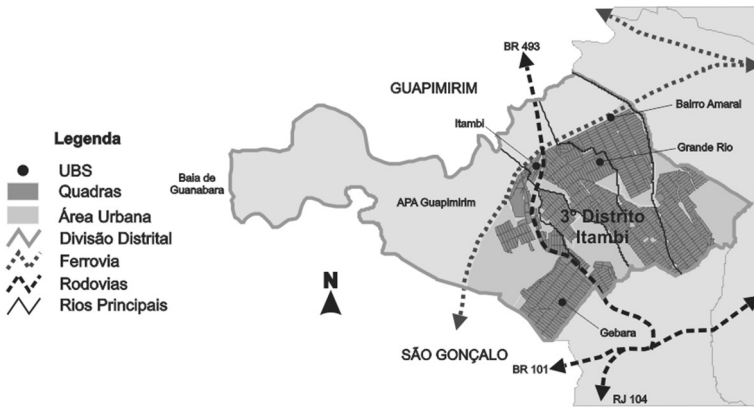 BR 493
GUAPIMIRIM
Bairro Amaral
Itambi
Grande Rio
Legenda
UBS
Quadras
Área Urbana
Divisão Distrital
Ferrovia
Rodovias
Rios Principais
Baia de
Guanabara
APA Guapimirim
3º Distrito
Itambi
N
Gebara
SÃO GONÇALO
BR 101
RJ 104